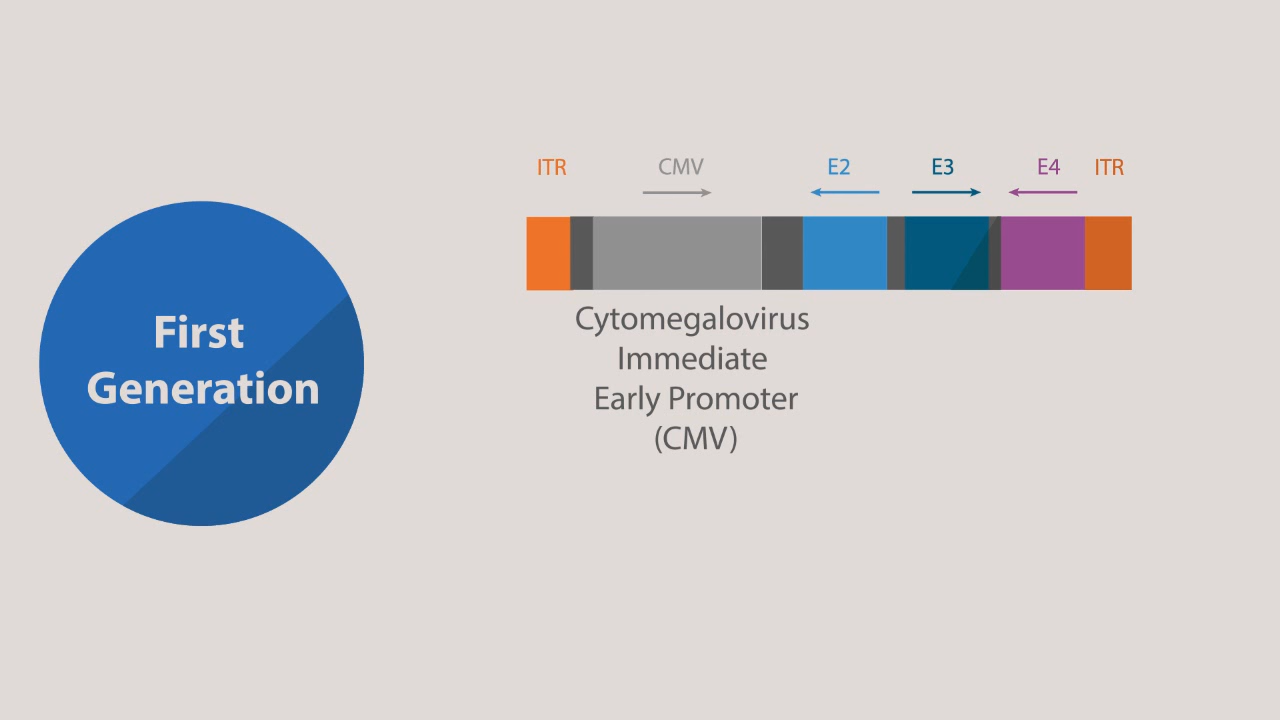 First
Generation
ITR CMV E2 E3 E4 ITR
Cytomegalovirus
Immediate
Early Promoter
(CMV)